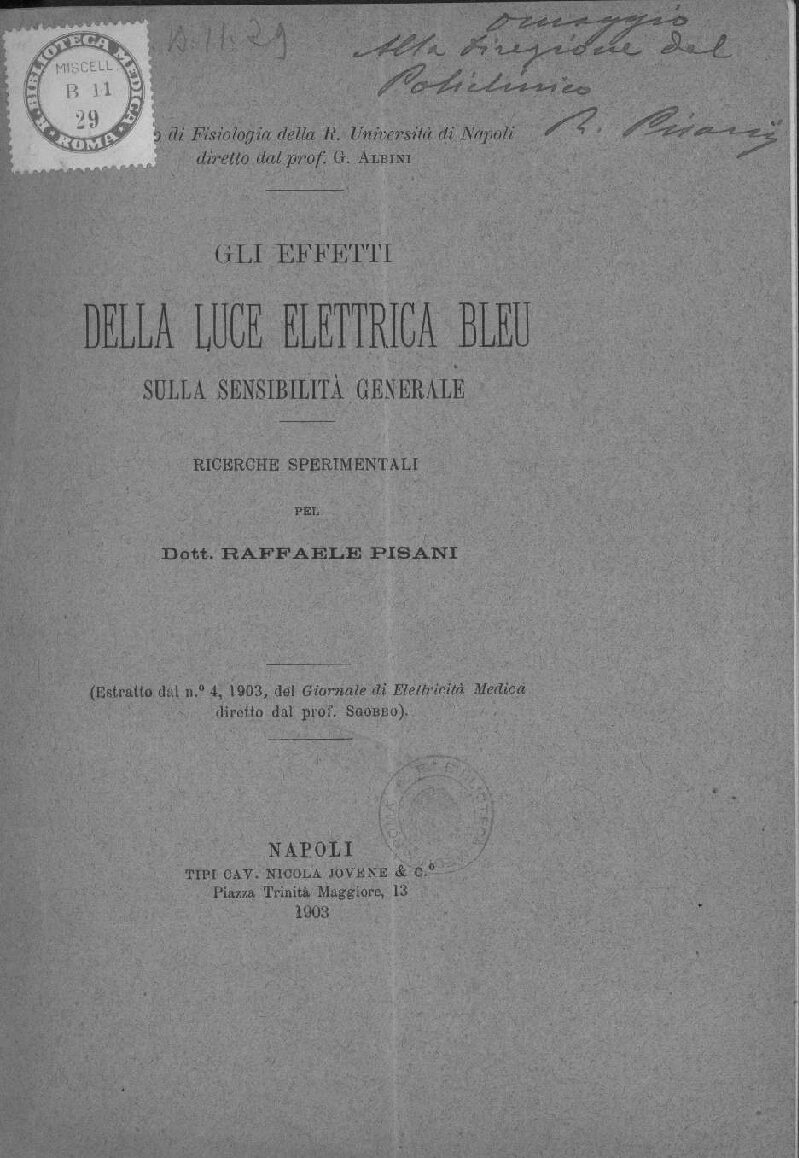 B. 11. 29
omaggio
Alla Direzione del
Policlinico
R. Pisani
BIBLIOTECA MEDICA
R. ROMA
MISCELL.
B 11
29
di Fisiologia della R. Università di Napoli
diretto dal prof. G. ALBINI
GLI EFFETTI
DELLA LUCE ELETTRICA BLEU
SULLA SENSIBILITÀ GENERALE
RICERCHE SPERIMENTALI
PEL
Dott. RAFFAELE PISANI
(Estratto dal n.º 4, 1903, del Giornale di Elettricità Medica
diretto dal prof. SGOBBO).
NAPOLI
TIPI CAV. NICOLA JOVENE & C.º
Piazza Trinità Maggiore, 13
1903